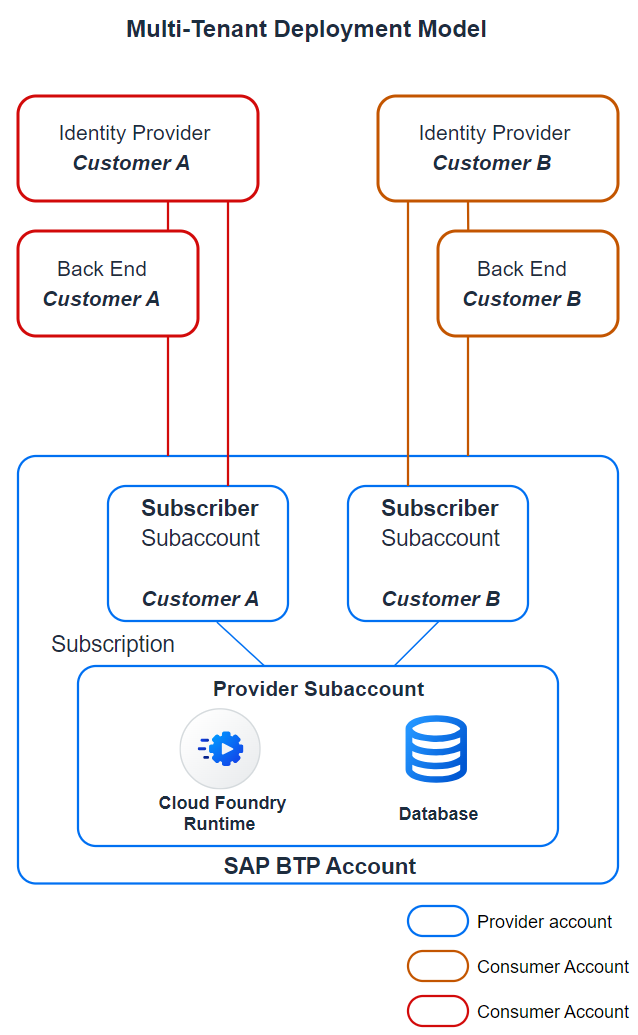 Multi-Tenant Deployment Model
Identity Provider
Customer A
Identity Provider
Customer B
Back End
Customer A
Back End
Customer B
Subscriber
Subaccount
Customer A
Subscriber
Subaccount
Customer B
Subscription
Provider Subaccount
Cloud Foundry
Runtime
Database
SAP BTP Account
Provider account
Consumer Account
Consumer Account